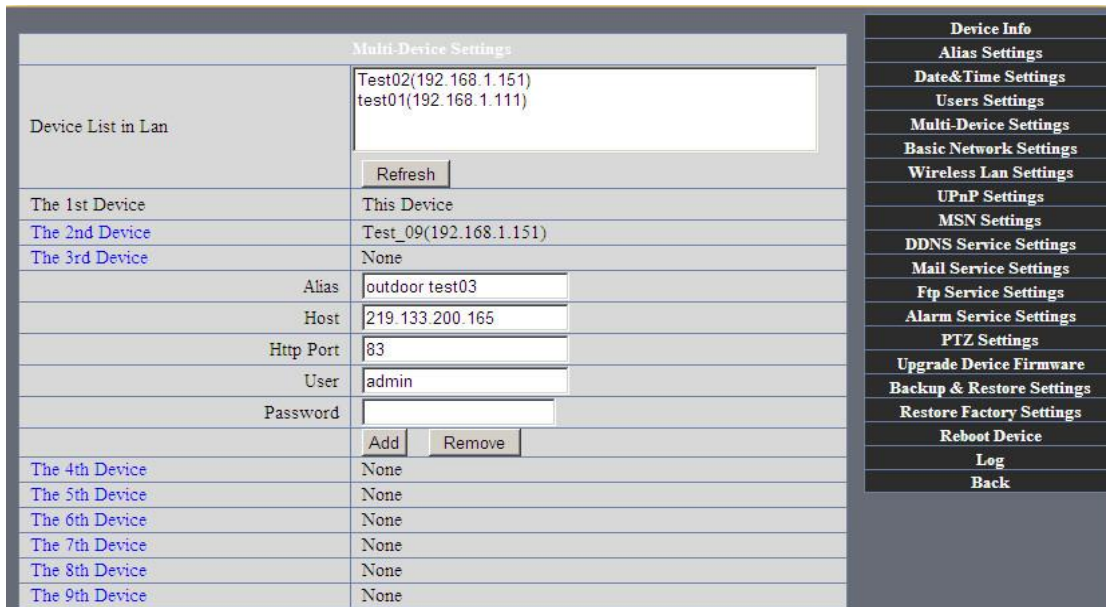 Multi-Device Settings
Device List in Lan
Test02(192.168.1.151)
test01(192.168.1.111)
Refresh
The 1st Device This Device
The 2nd Device Test_09(192.168.1.151)
The 3rd Device None
Alias outdoor test03
Host 219.133.200.165
Http Port 83
User admin
Password
Add Remove
The 4th Device None
The 5th Device None
The 6th Device None
The 7th Device None
The 8th Device None
The 9th Device None
Device Info
Alias Settings
Date&Time Settings
Users Settings
Multi-Device Settings
Basic Network Settings
Wireless Lan Settings
UPnP Settings
MSN Settings
DDNS Service Settings
Mail Service Settings
Ftp Service Settings
Alarm Service Settings
PTZ Settings
Upgrade Device Firmware
Backup & Restore Settings
Restore Factory Settings
Reboot Device
Log
Back